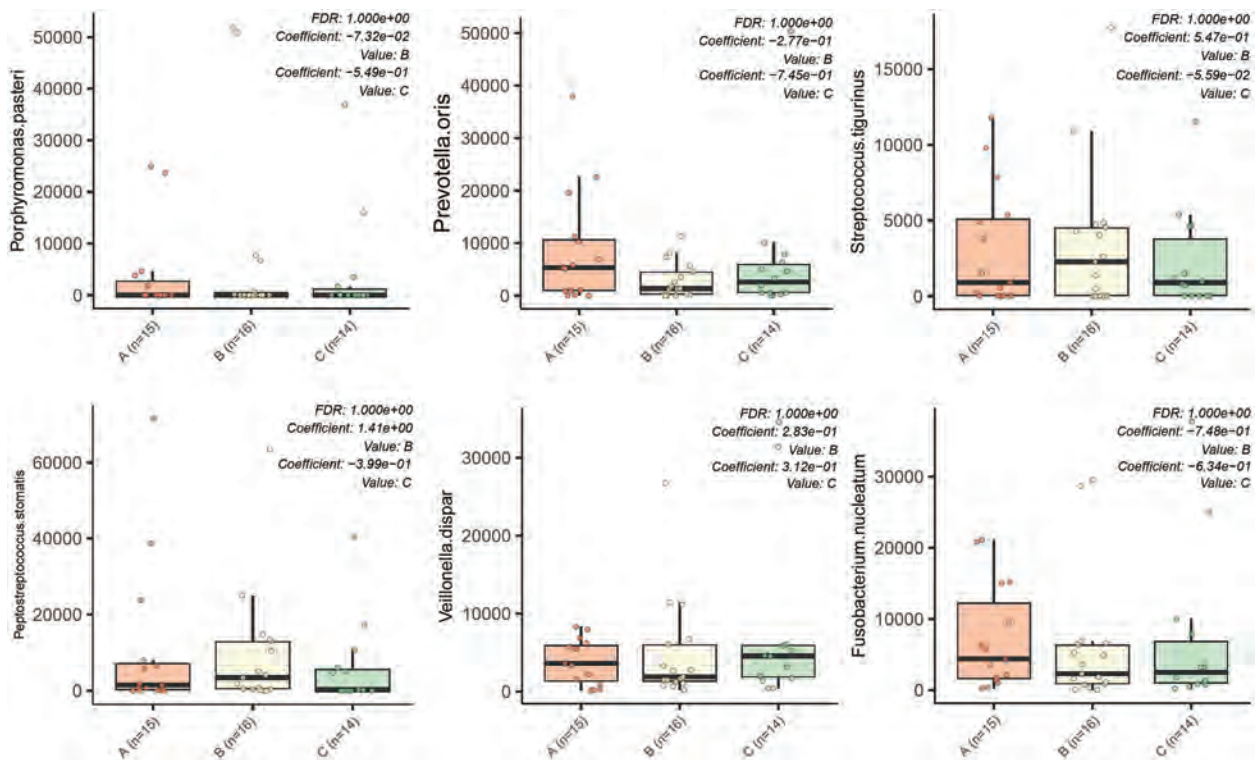 FDR: 1.000e+00
Coefficient: −7.32e−02
Value: B
Coefficient: −5.49e−01
Value: C
50000
40000
30000
20000
10000
0
Porphyromonas.pasteri
A (n=15)
B (n=16)
C (n=14)
FDR: 1.000e+00
Coefficient: −2.77e−01
Value: B
Coefficient: −7.45e−01
Value: C
50000
40000
30000
20000
10000
0
Prevotella.oris
A (n=15)
B (n=16)
C (n=14)
FDR: 1.000e+00
Coefficient: 5.47e−01
Value: B
Coefficient: −5.59e−02
Value: C
15000
10000
5000
0
Streptococcus.tigurinus
A (n=15)
B (n=16)
C (n=14)
FDR: 1.000e+00
Coefficient: 1.41e+00
Value: B
Coefficient: −3.99e−01
Value: C
60000
40000
20000
0
Peptostreptococcus.stomatis
A (n=15)
B (n=16)
C (n=14)
FDR: 1.000e+00
Coefficient: 2.83e−01
Value: B
Coefficient: 3.12e−01
Value: C
30000
20000
10000
0
Veillonella.dispar
A (n=15)
B (n=16)
C (n=14)
FDR: 1.000e+00
Coefficient: −7.48e−01
Value: B
Coefficient: −6.34e−01
Value: C
30000
20000
10000
0
Fusobacterium.nucleatum
A (n=15)
B (n=16)
C (n=14)